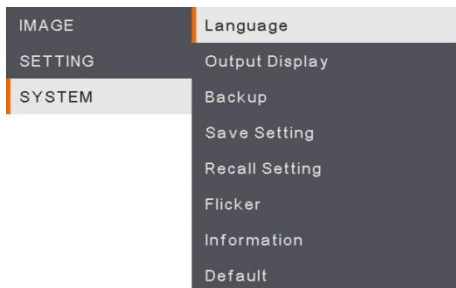 IMAGE
SETTING
SYSTEM
Language
Output Display
Backup
Save Setting
Recall Setting
Flicker
Information
Default